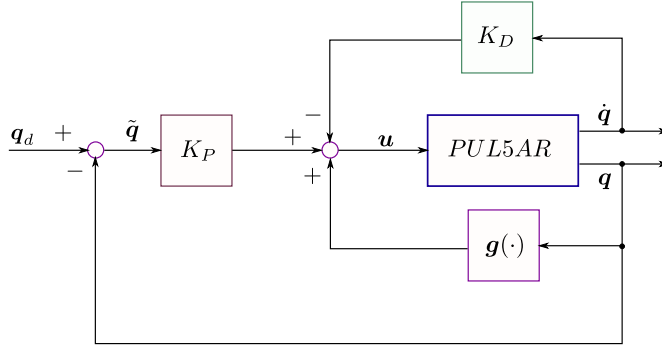 K_D
−
q_d + q̃ K_P + u PUL5AR q̇
− + q
g(·)